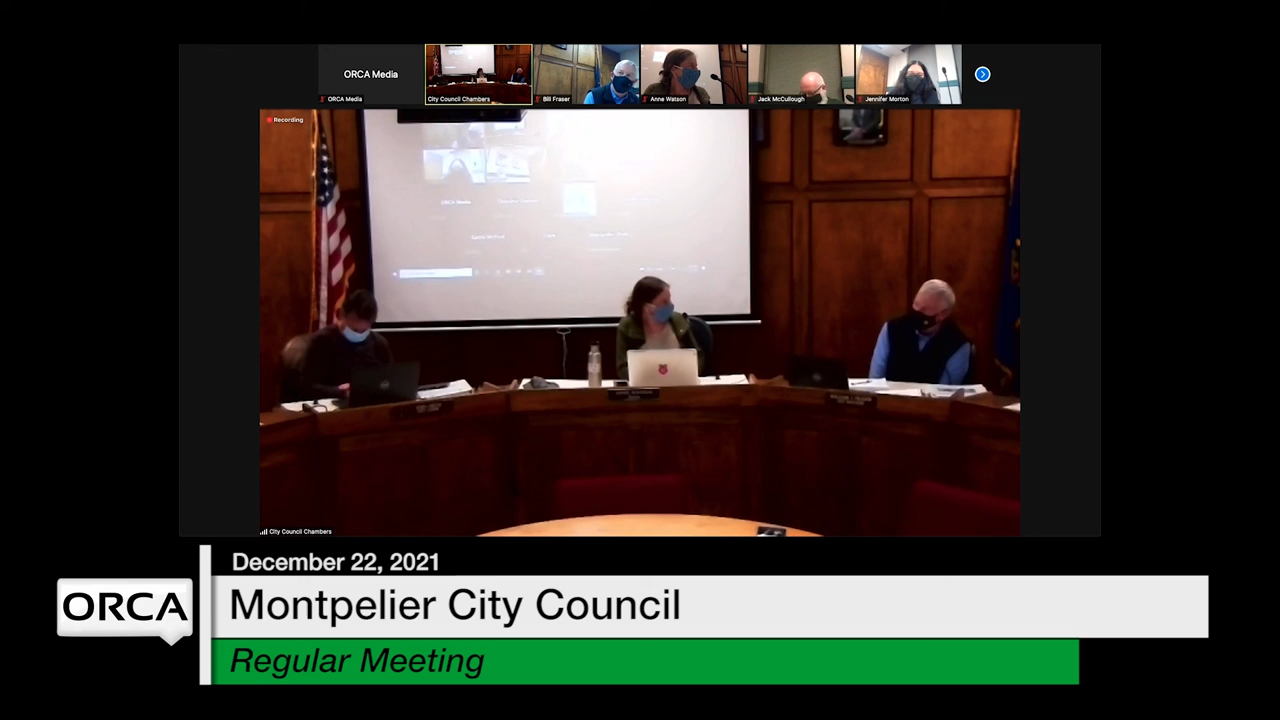 ORCA Media
ORCA Media
City Council Chambers
Bill Fraser
Anne Watson
Jack McCullough
Jennifer Morton
Recording
City Council Chambers
December 22, 2021
ORCA
Montpelier City Council
Regular Meeting